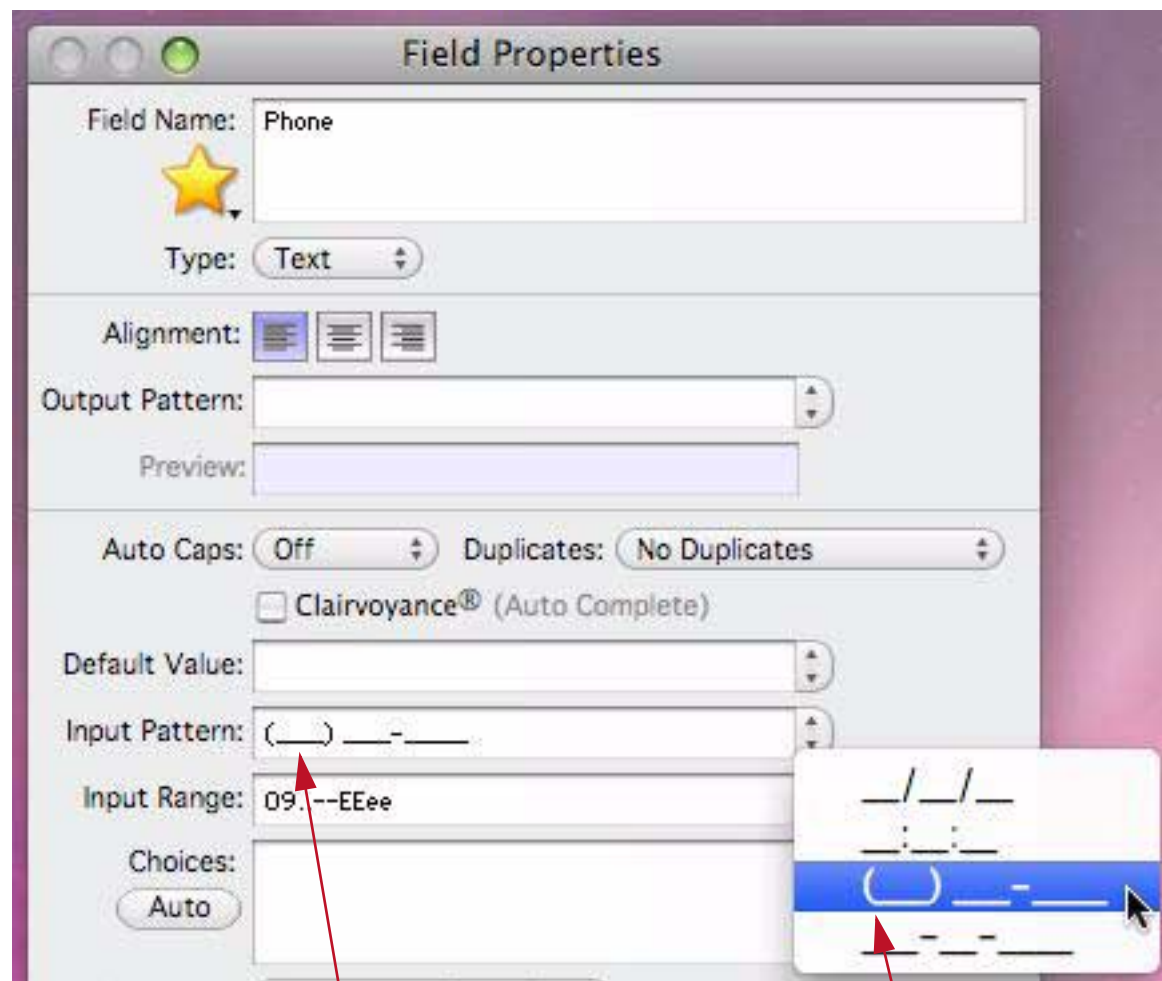 Field Properties
Field Name: Phone
Type: Text
Alignment:
Output Pattern:
Preview:
Auto Caps: Off Duplicates: No Duplicates
Clairvoyance® (Auto Complete)
Default Value:
Input Pattern: (___) ___-____
__/__/__
Input Range: 09..--EEee
__:__:__
Choices:
(___) ___-____
Auto
___-__-____